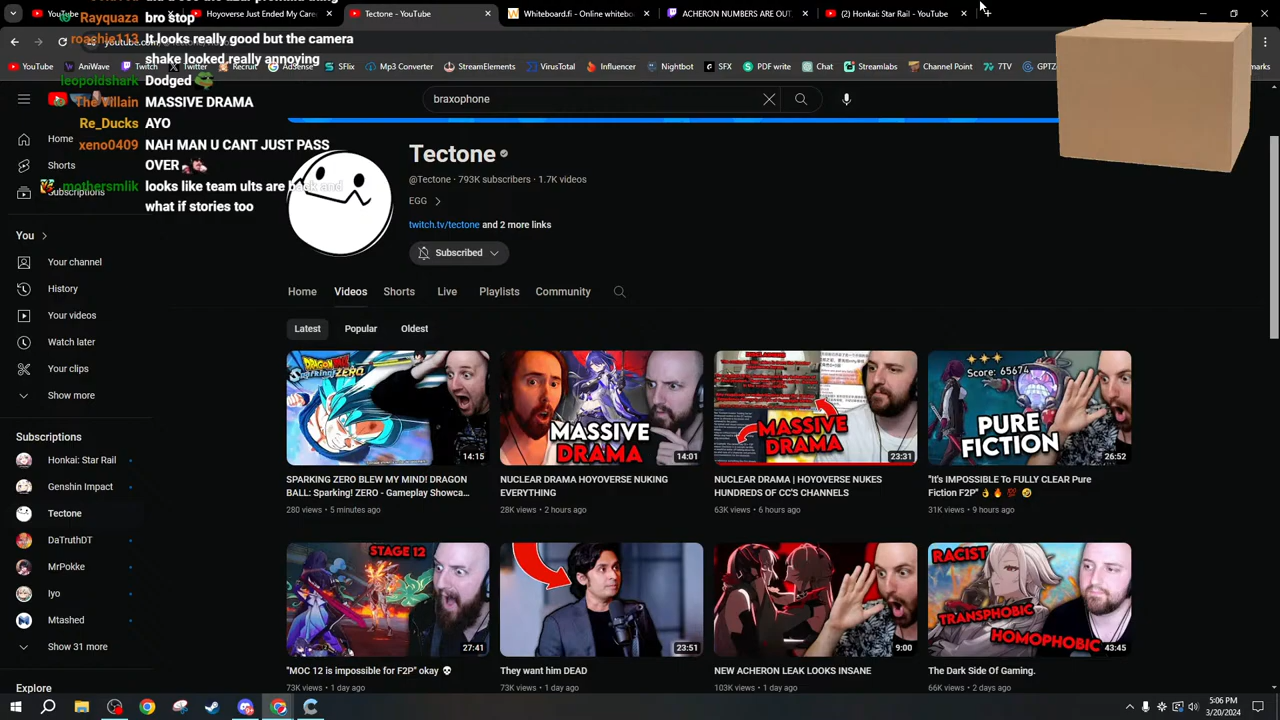 YouTube
Hoyoverse Just Ended My Care
Tectone - YouTube
Whiteboard.fi - Online whitebo
ACHERON NUMBERS ARE OUT.
(2) Honkai: Star Rail - YouTube
Rayquaza bro stop
roachie113 It looks really good but the camera
shake looked really annoying
leopoldshark Dodged
The Villain MASSIVE DRAMA
Re_Ducks AYO
xeno0409 NAH MAN U CANT JUST PASS
OVER
mothersmlik looks like team ults are back and
what if stories too
YouTube
AniWave
Twitch
Twitter
Recruit
AdSense
SFlix
Mp3 Converter
StreamElements
VirusTotal
Influencer
Nightbot
SFX
PDF write
Chat
Streamlabs
Channel Point
7TV
GPTZ
braxophone
Home
Shorts
Subscriptions
You
Your channel
History
Your videos
Watch later
Your clips
Show more
Subscriptions
Honkai: Star Rail
Genshin Impact
Tectone
DaTruthDT
MrPokke
Iyo
Mtashed
Show 31 more
Explore
Tectone
@Tectone · 793K subscribers · 1.7K videos
EGG
twitch.tv/tectone and 2 more links
Subscribed
Home Videos Shorts Live Playlists Community
Latest Popular Oldest
DRAGON BALL
Sparking! ZERO
14:15
SPARKING ZERO BLEW MY MIND! DRAGON
BALL: Sparking! ZERO - Gameplay Showca...
280 views · 5 minutes ago
MASSIVE
DRAMA
14:01
NUCLEAR DRAMA HOYOVERSE NUKING
EVERYTHING
28K views · 2 hours ago
MASSIVE
DRAMA
23:31
NUCLEAR DRAMA | HOYOVERSE NUKES
HUNDREDS OF CC'S CHANNELS
63K views · 6 hours ago
Score: 65674
PURE
FICTION
26:52
"It's IMPOSSIBLE To FULLY CLEAR Pure
Fiction F2P" 👌 🔥 💯 🤣
31K views · 9 hours ago
STAGE 12
27:41
"MOC 12 is impossible for F2P" okay 💀
73K views · 1 day ago
23:51
They want him DEAD
73K views · 1 day ago
9:00
NEW ACHERON LEAK LOOKS INSANE
103K views · 1 day ago
RACIST
TRANSPHOBIC
HOMOPHOBIC
43:45
The Dark Side Of Gaming.
66K views · 2 days ago
5:06 PM
3/20/2024